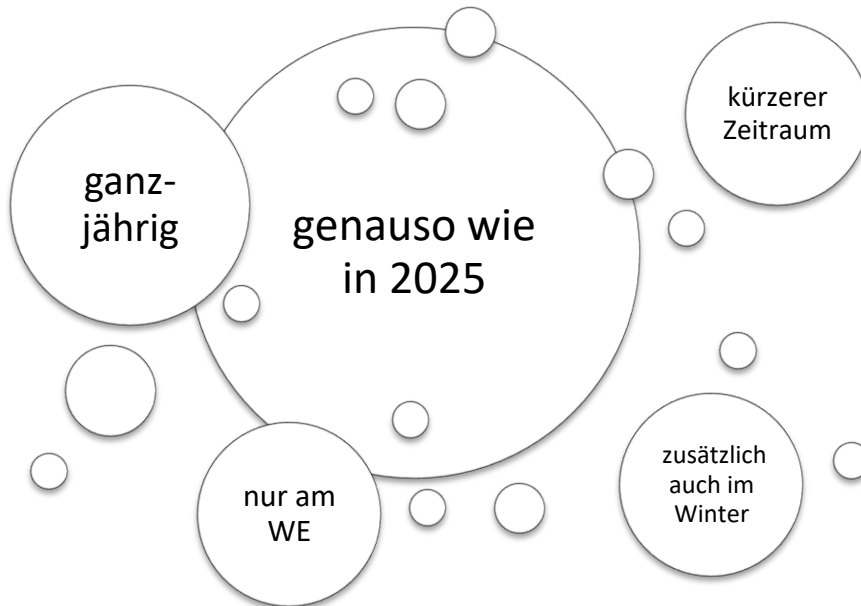 ganz-
jährig
genauso wie
in 2025
kürzerer
Zeitraum
nur am
WE
zusätzlich
auch im
Winter